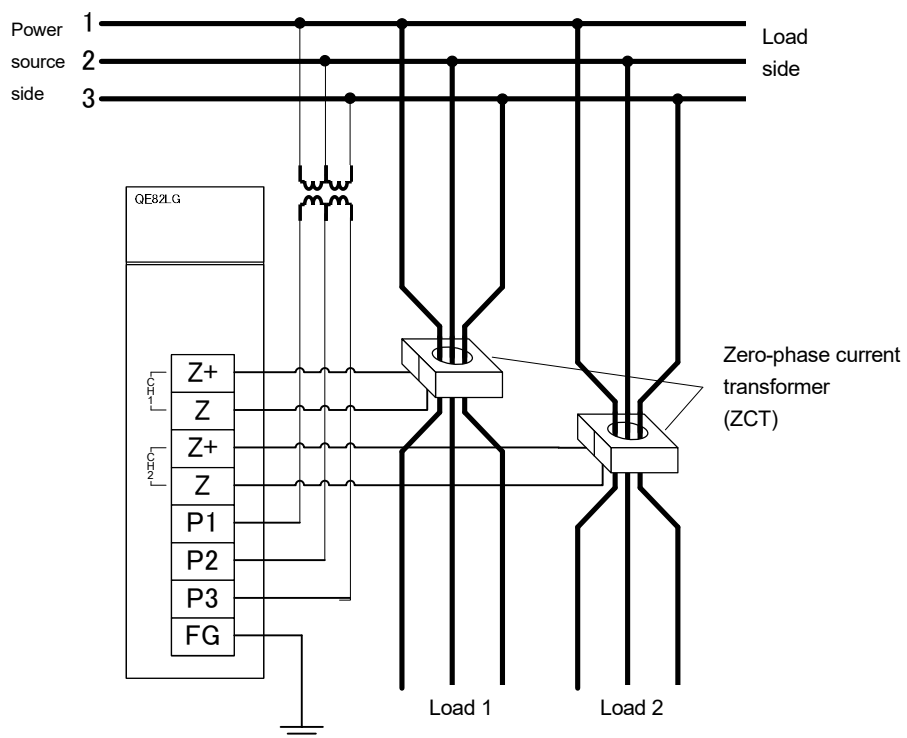 Power
source
side
1
2
3
Load
side
QE82LG
CH1
Z+
Z
CH2
Z+
Z
P1
P2
P3
FG
Zero-phase current
transformer
(ZCT)
Load 1
Load 2